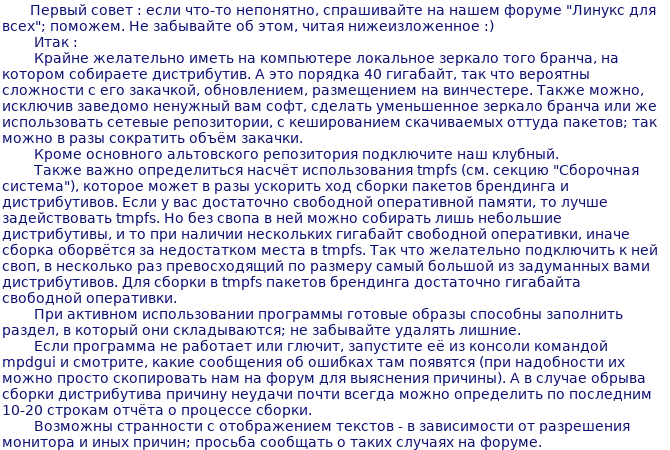 Первый совет : если что-то непонятно, спрашивайте на нашем форуме "Линукс для
всех"; поможем. Не забывайте об этом, читая нижеизложенное :)
Итак :
Крайне желательно иметь на компьютере локальное зеркало того бранча, на
котором собираете дистрибутив. А это порядка 40 гигабайт, так что вероятны
сложности с его закачкой, обновлением, размещением на винчестере. Также можно,
исключив заведомо ненужный вам софт, сделать уменьшенное зеркало бранча или же
использовать сетевые репозитории, с кешированием скачиваемых оттуда пакетов; так
можно в разы сократить объём закачки.
Кроме основного альтовского репозитория подключите наш клубный.
Также важно определиться насчёт использования tmpfs (см. секцию "Сборочная
система"), которое может в разы ускорить ход сборки пакетов брендинга и
дистрибутивов. Если у вас достаточно свободной оперативной памяти, то лучше
задействовать tmpfs. Но без свопа в ней можно собирать лишь небольшие
дистрибутивы, и то при наличии нескольких гигабайт свободной оперативки, иначе
сборка оборвётся за недостатком места в tmpfs. Так что желательно подключить к ней
своп, в несколько раз превосходящий по размеру самый большой из задуманных вами
дистрибутивов. Для сборки в tmpfs пакетов брендинга достаточно гигабайта
свободной оперативки.
При активном использовании программы готовые образы способны заполнить
раздел, в который они складываются; не забывайте удалять лишние.
Если программа не работает или глючит, запустите её из консоли командой
mpdgui и смотрите, какие сообщения об ошибках там появятся (при надобности их
можно просто скопировать нам на форум для выяснения причины). А в случае обрыва
сборки дистрибутива причину неудачи почти всегда можно определить по последним
10-20 строкам отчёта о процессе сборки.
Возможны странности с отображением текстов - в зависимости от разрешения
монитора и иных причин; просьба сообщать о таких случаях на форуме.